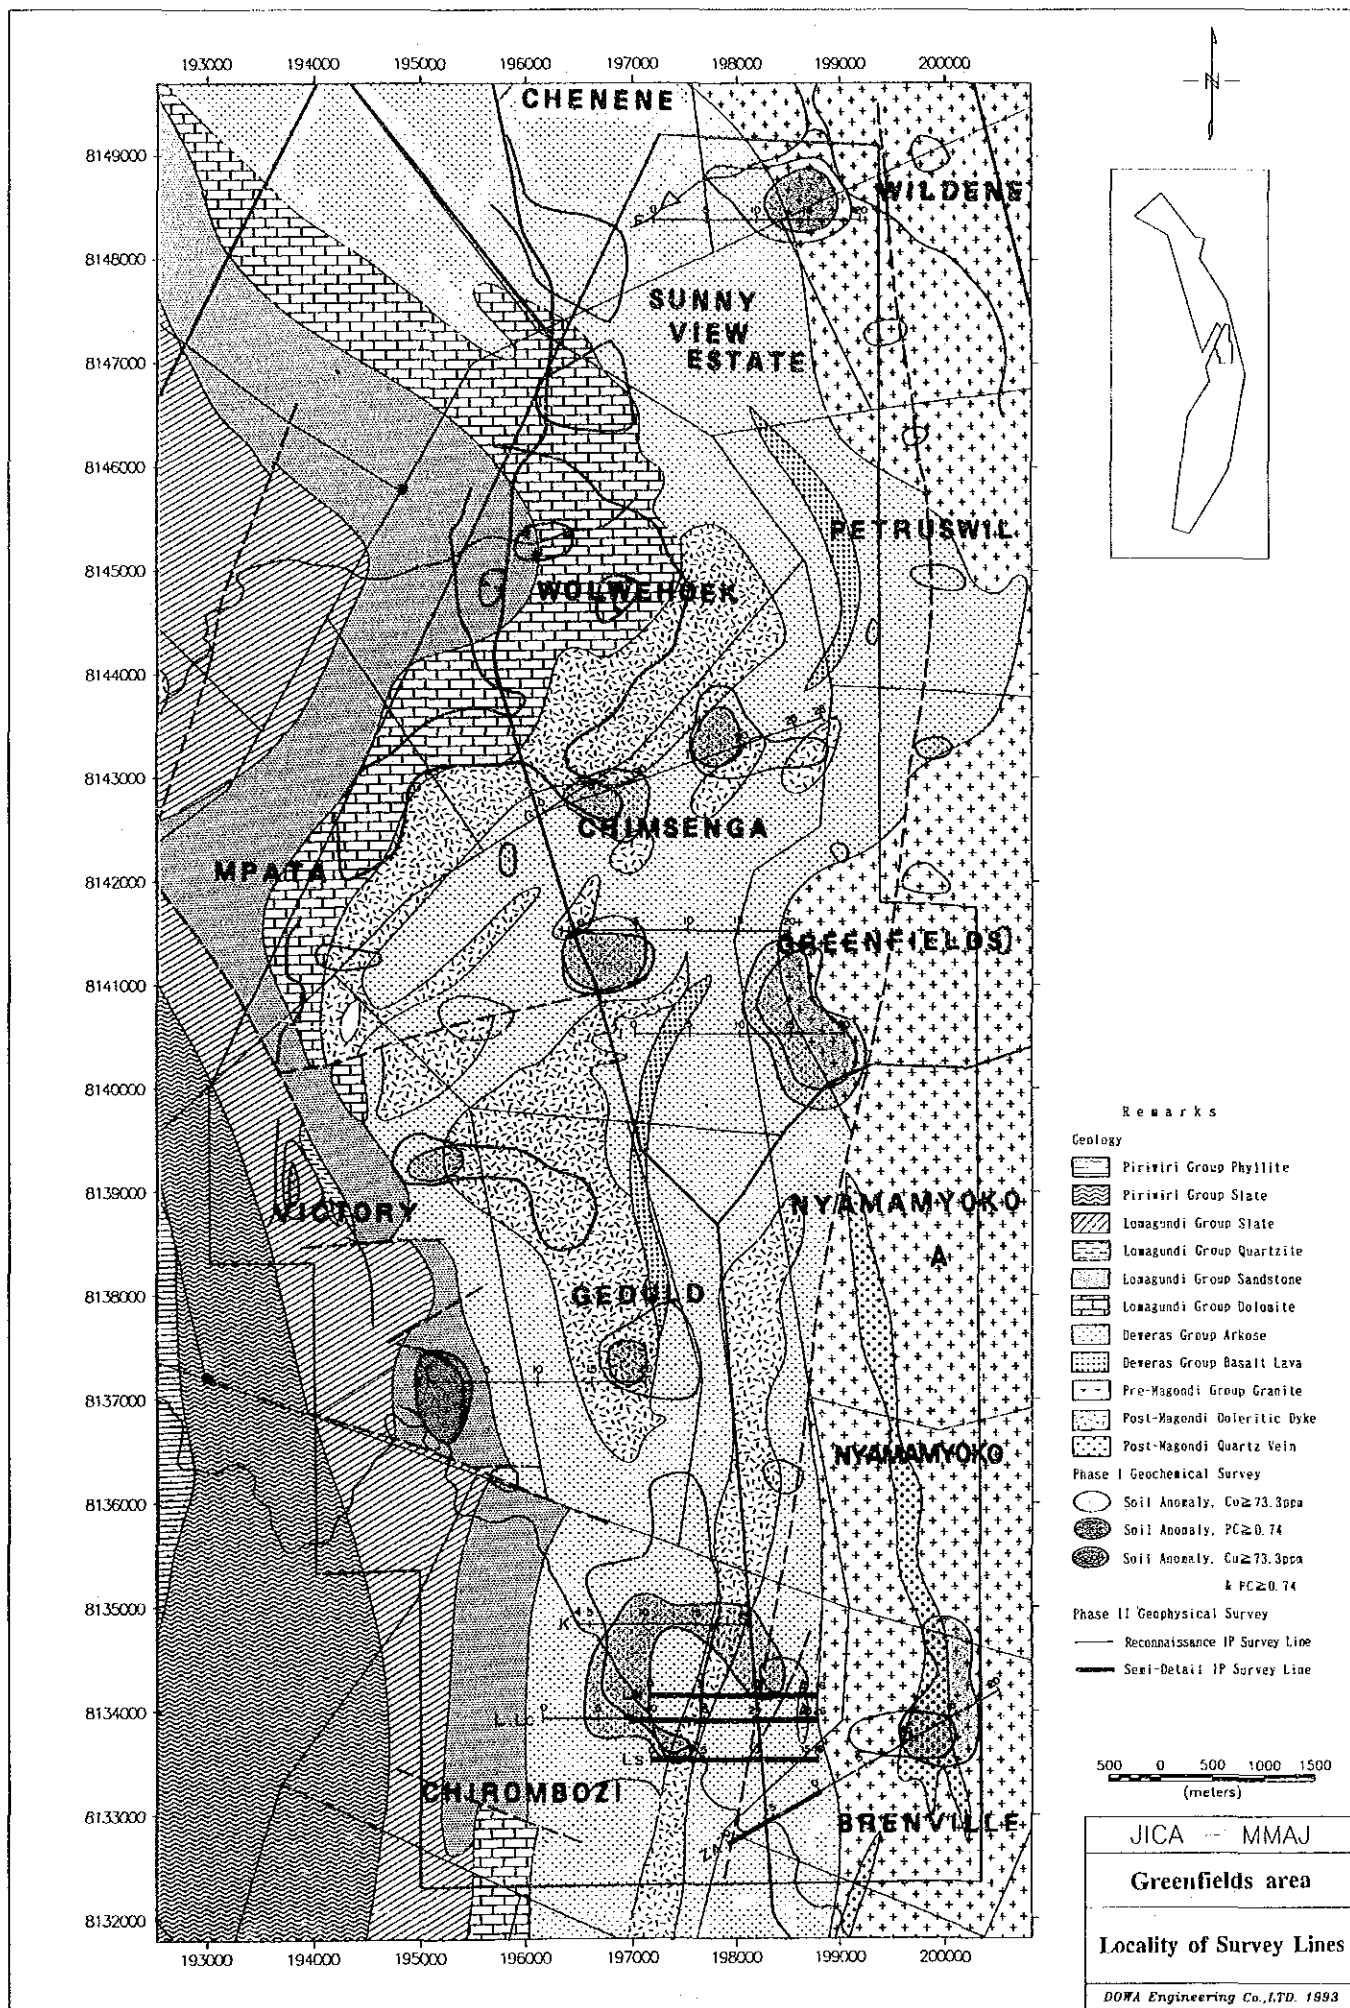 193000 194000 195000 196000 197000 198000 199000 200000
CHENENE
N
8149000
WILDENE
8148000
SUNNY
VIEW
ESTATE
8147000
8146000
PETRUSWIL
8145000
WOLWEHOEK
8144000
8143000
CHIMSENGA
MPATA
8142000
GREENFIELDS
8141000
8140000
8139000
VICTORY
NYAMAMYOKO
A
GEDULD
8138000
8137000
NYAMAMYOKO
8136000
8135000
K
8134000
L.Lc
Ls
CHIROMBOZI
6133000
ZA
BRENVILLE
8132000
193000 194000 195000 196000 197000 198000 199000 200000
Remarks
Geology
Piriwiri Group Phyllite
Piriwiri Group Slate
Lomagundi Group Slate
Lomagundi Group Quartzite
Lomagundi Group Sandstone
Lomagundi Group Dolomite
Deweras Group Arkose
Deweras Group Basalt Lava
Pre-Magondi Group Granite
Post-Magondi Doleritic Dyke
Post-Magondi Quartz Vein
Phase I Geochemical Survey
Soil Anomaly, Cu≧73.3ppm
Soil Anomaly, PC≧0.74
Soil Anomaly, Cu≧73.3ppm
& PC≧0.74
Phase II Geophysical Survey
Reconnaissance IP Survey Line
Semi-Detail IP Survey Line
500 0 500 1000 1500
(meters)
JICA - MMAJ
Greenfields area
Locality of Survey Lines
DOWA Engineering Co.,LTD. 1993